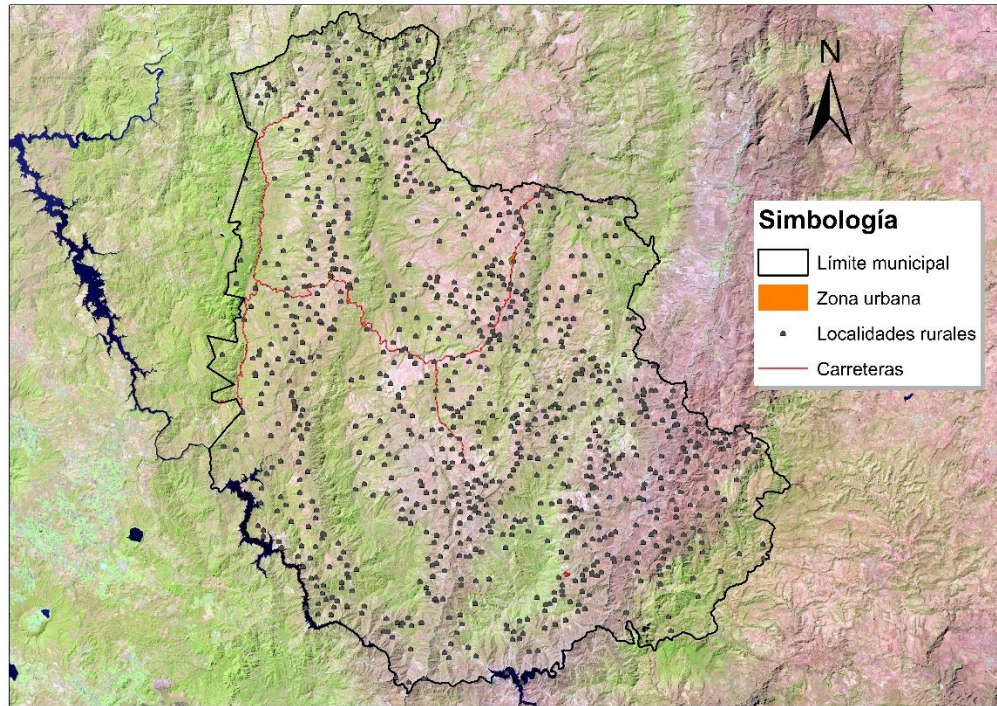 N
Simbología
Límite municipal
Zona urbana
Localidades rurales
Carreteras